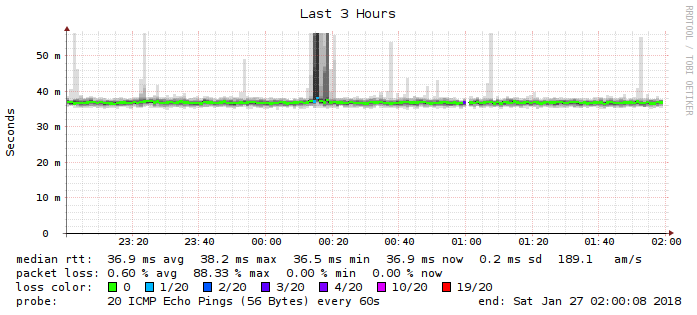 Last 3 Hours
RRDTOOL / TOBI OETIKER
Seconds
50 m
40 m
30 m
20 m
10 m
0
23:20 23:40 00:00 00:20 00:40 01:00 01:20 01:40 02:00
median rtt: 36.9 ms avg 38.2 ms max 36.5 ms min 36.9 ms now 0.2 ms sd 189.1 am/s
packet loss: 0.60 % avg 88.33 % max 0.00 % min 0.00 % now
loss color: 0 1/20 2/20 3/20 4/20 10/20 19/20
probe: 20 ICMP Echo Pings (56 Bytes) every 60s end: Sat Jan 27 02:00:08 2018